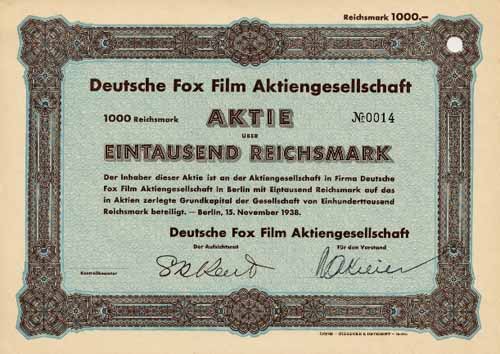 Reichsmark 1000.–
Deutsche Fox Film Aktiengesellschaft
1000 Reichsmark AKTIE №0014
ÜBER
EINTAUSEND REICHSMARK
Der Inhaber dieser Aktie ist an der Aktiengesellschaft in Firma Deutsche
Fox Film Aktiengesellschaft in Berlin mit Eintausend Reichsmark auf das
in Aktien zerlegte Grundkapital der Gesellschaft von Einhunderttausend
Reichsmark beteiligt. — Berlin, 15. November 1938.
Deutsche Fox Film Aktiengesellschaft
Der Aufsichtsrat Für den Vorstand
Kontrollbeamter